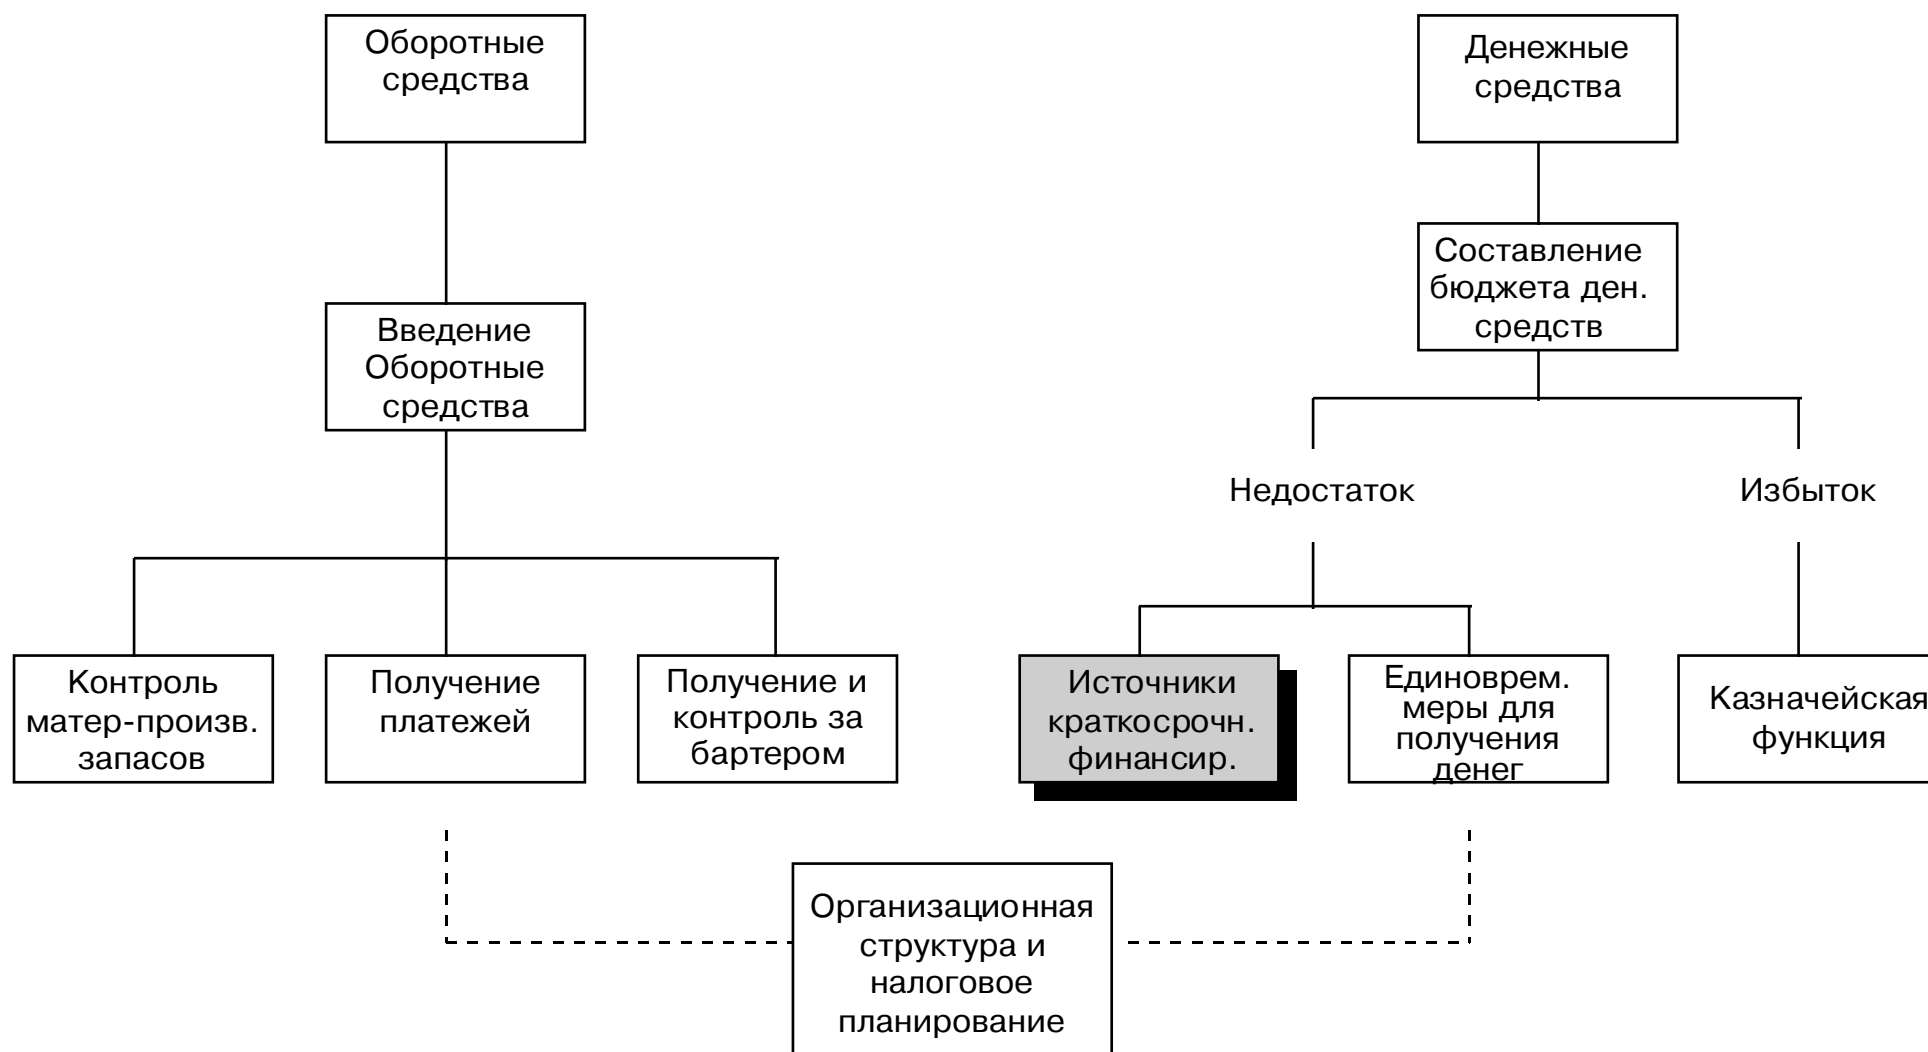 Оборотные
средства
Денежные
средства
Составление
бюджета ден.
средств
Введение
Оборотные
средства
Недостаток
Избыток
Контроль
матер-произв.
запасов
Получение
платежей
Получение и
контроль за
бартером
Источники
краткосрочн.
финансир.
Единоврем.
меры для
получения
денег
Казначейская
функция
Организационная
структура и
налоговое
планирование